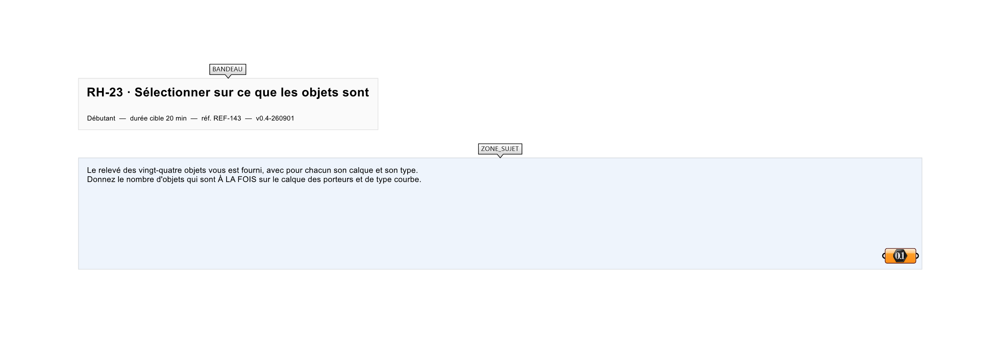 BANDEAU
RH-23 · Sélectionner sur ce que les objets sont
Débutant — durée cible 20 min — réf. REF-143 — v0.4-260901
ZONE_SUJET
Le relevé des vingt-quatre objets vous est fourni, avec pour chacun son calque et son type.
Donnez le nombre d'objets qui sont À LA FOIS sur le calque des porteurs et de type courbe.
0.1